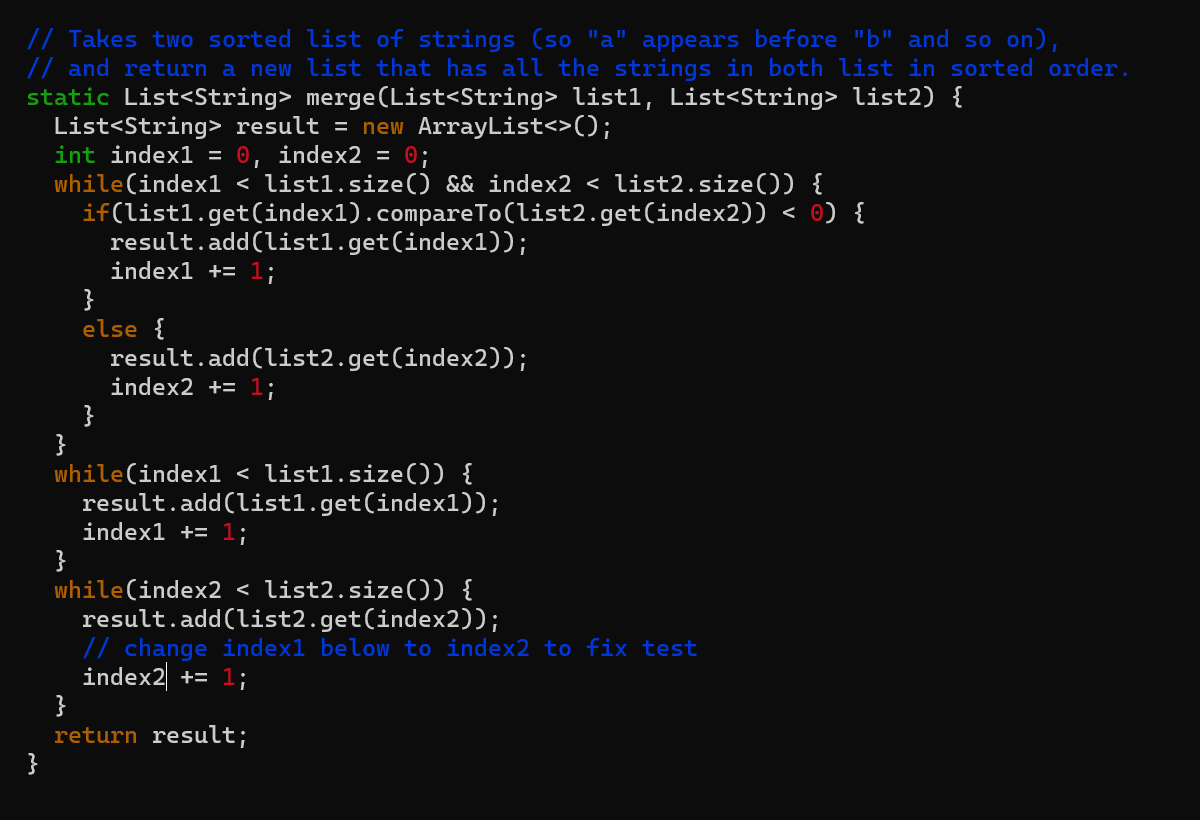 // Takes two sorted list of strings (so "a" appears before "b" and so on),
// and return a new list that has all the strings in both list in sorted order.
static List<String> merge(List<String> list1, List<String> list2) {
  List<String> result = new ArrayList<>();
  int index1 = 0, index2 = 0;
  while(index1 < list1.size() && index2 < list2.size()) {
    if(list1.get(index1).compareTo(list2.get(index2)) < 0) {
      result.add(list1.get(index1));
      index1 += 1;
    }
    else {
      result.add(list2.get(index2));
      index2 += 1;
    }
  }
  while(index1 < list1.size()) {
    result.add(list1.get(index1));
    index1 += 1;
  }
  while(index2 < list2.size()) {
    result.add(list2.get(index2));
    // change index1 below to index2 to fix test
    index2 += 1;
  }
  return result;
}